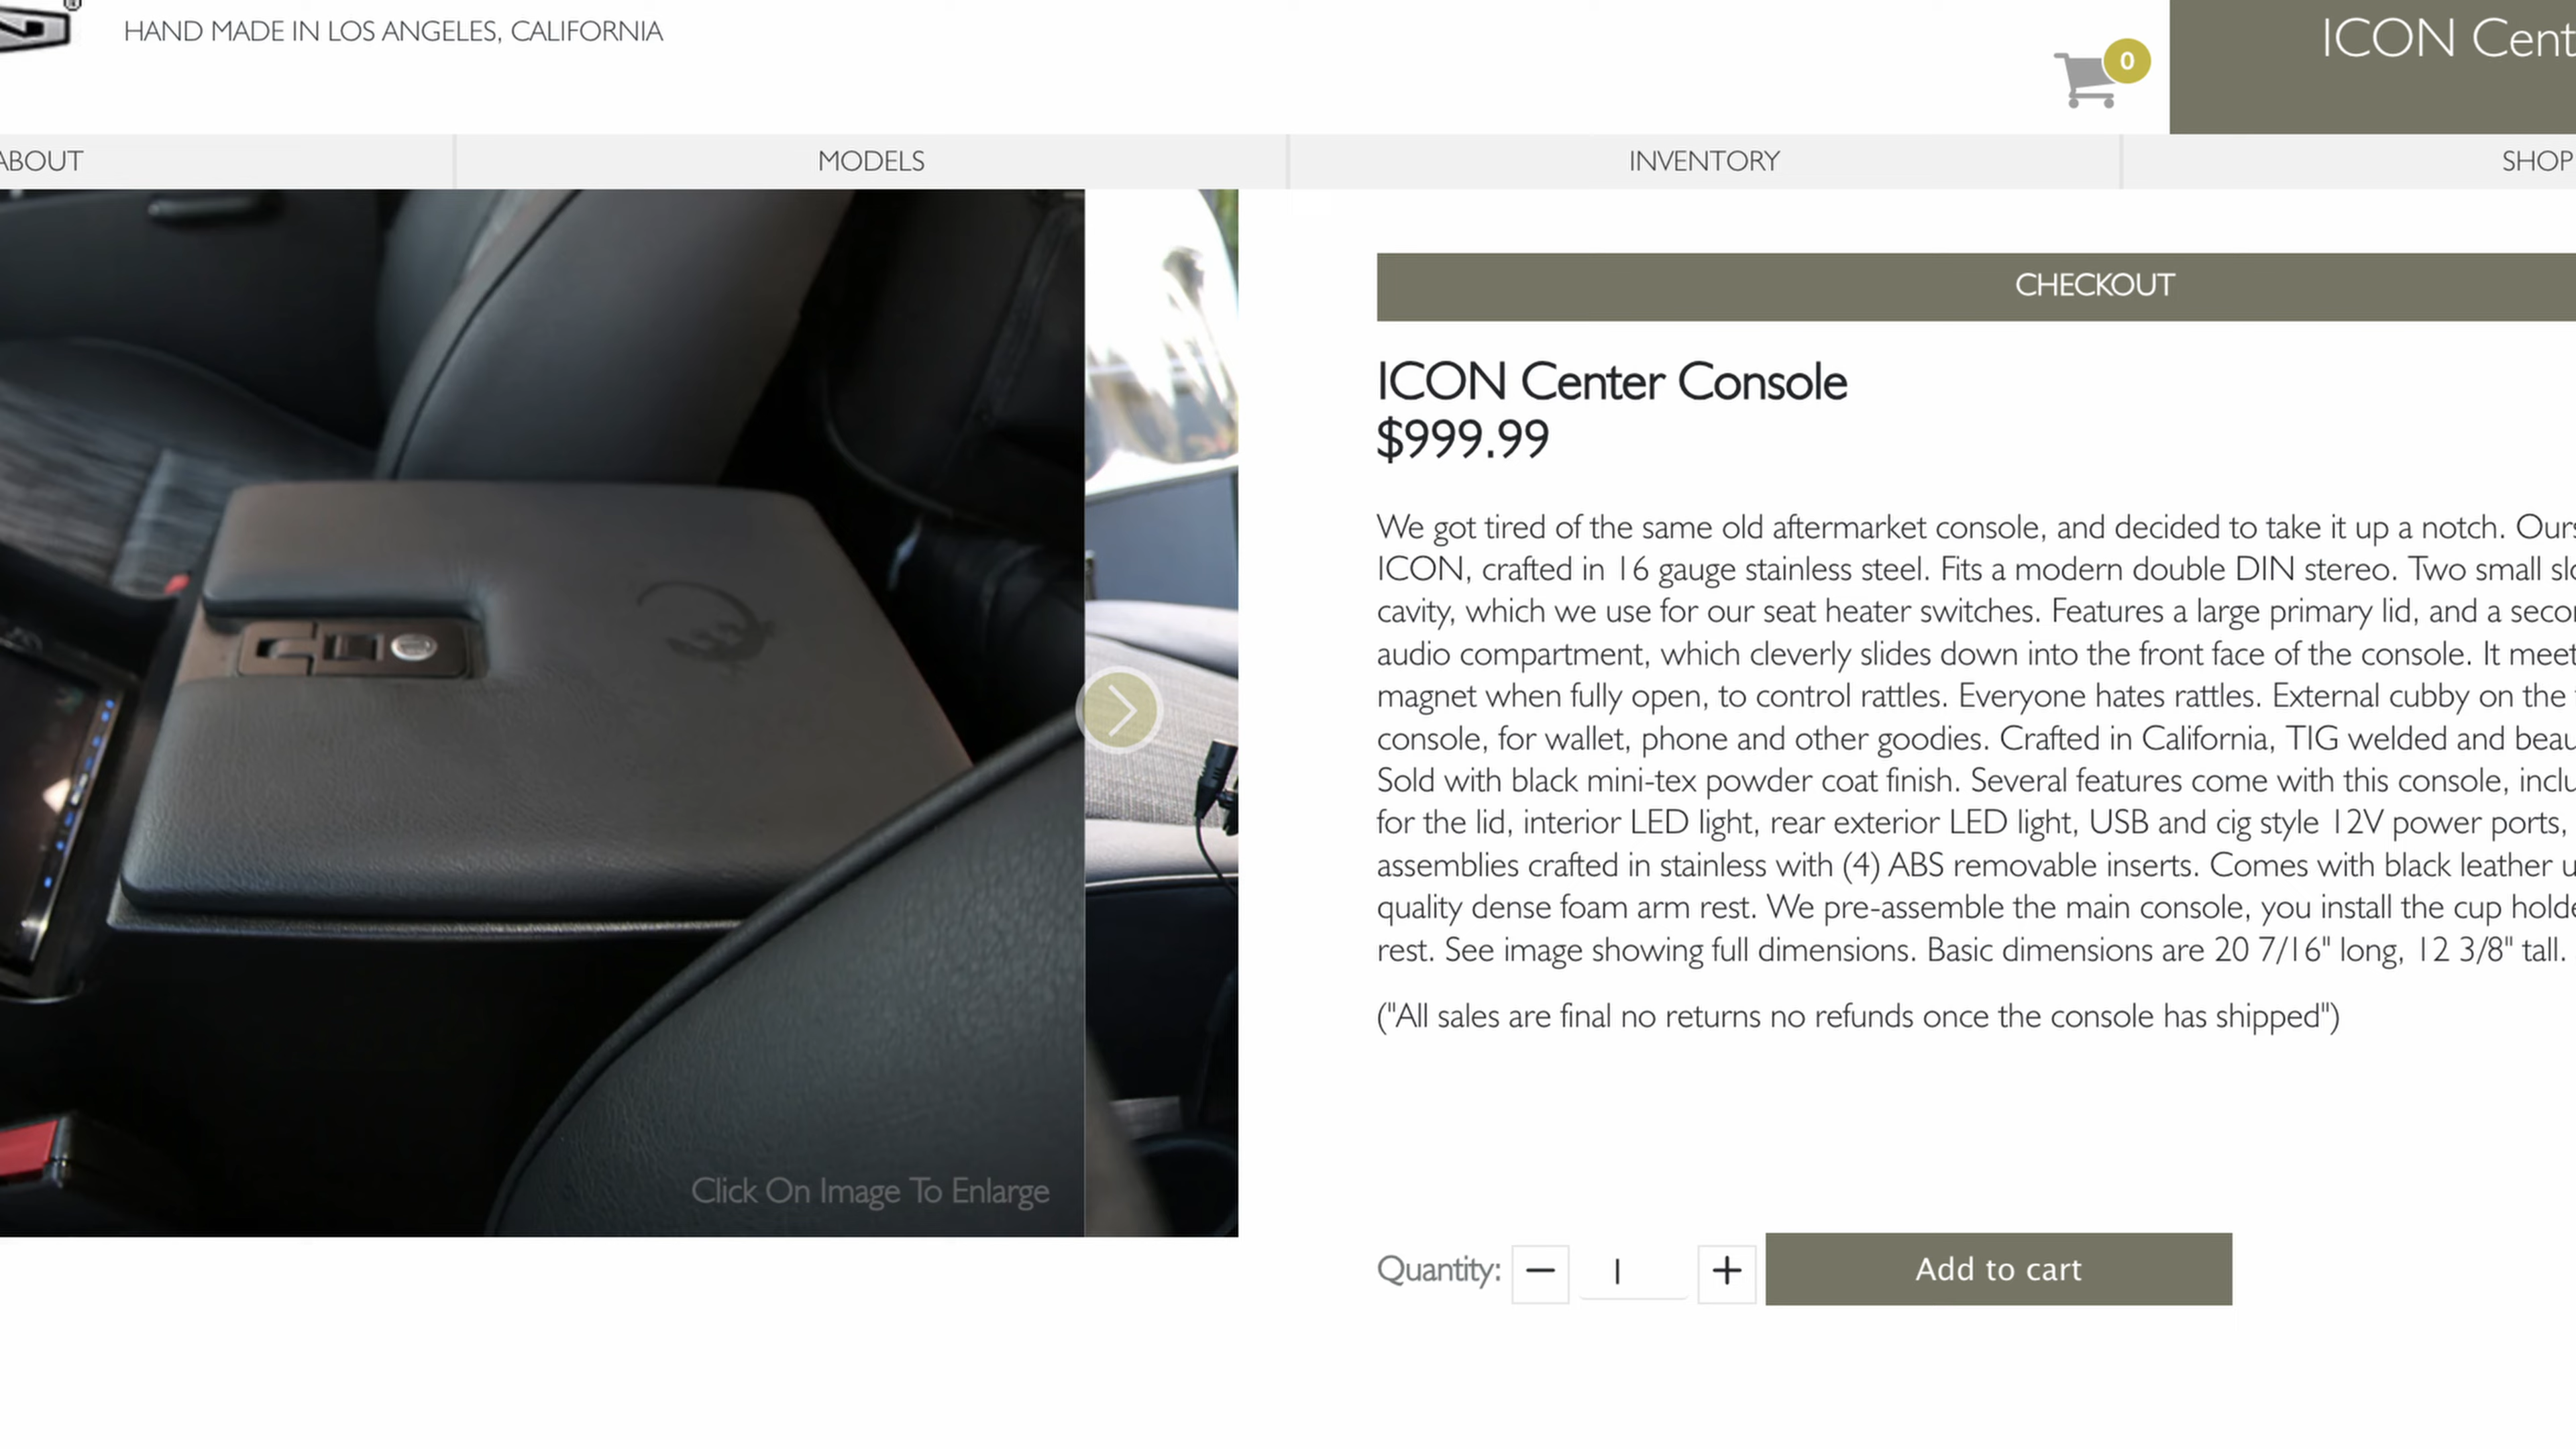 HAND MADE IN LOS ANGELES, CALIFORNIA
0
ICON Cent
ABOUT
MODELS
INVENTORY
SHOP
CHECKOUT
ICON Center Console
$999.99
We got tired of the same old aftermarket console, and decided to take it up a notch. Ours
ICON, crafted in 16 gauge stainless steel. Fits a modern double DIN stereo. Two small slo
cavity, which we use for our seat heater switches. Features a large primary lid, and a seco
audio compartment, which cleverly slides down into the front face of the console. It meet
magnet when fully open, to control rattles. Everyone hates rattles. External cubby on the
console, for wallet, phone and other goodies. Crafted in California, TIG welded and beau
Sold with black mini-tex powder coat finish. Several features come with this console, inclu
for the lid, interior LED light, rear exterior LED light, USB and cig style 12V power ports,
assemblies crafted in stainless with (4) ABS removable inserts. Comes with black leather u
quality dense foam arm rest. We pre-assemble the main console, you install the cup holde
rest. See image showing full dimensions. Basic dimensions are 20 7/16" long, 12 3/8" tall.
("All sales are final no returns no refunds once the console has shipped")
Click On Image To Enlarge
Quantity: − 1 + Add to cart